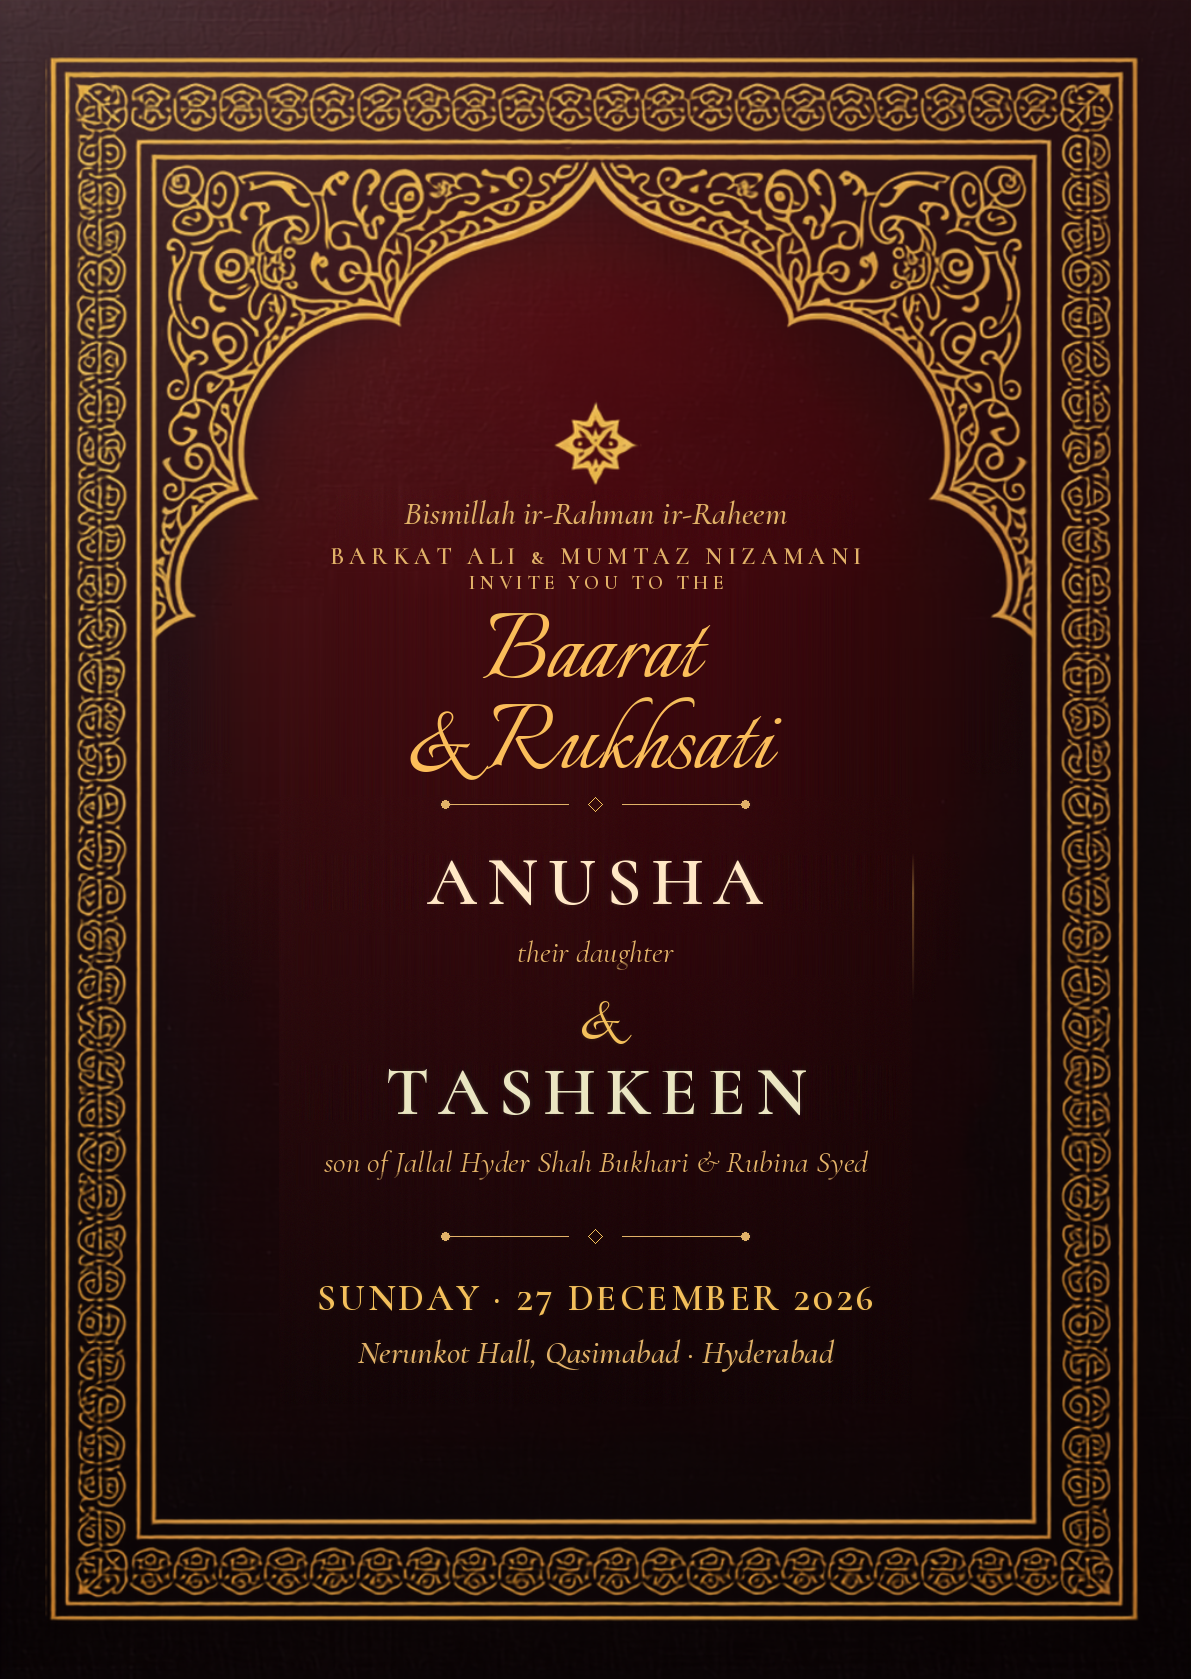 Bismillah ir-Rahman ir-Raheem
BARKAT ALI & MUMTAZ NIZAMANI
INVITE YOU TO THE
Baarat
& Rukhsati
ANUSHA
their daughter
&
TASHKEEN
son of Jallal Hyder Shah Bukhari & Rubina Syed
SUNDAY · 27 DECEMBER 2026
Nerunkot Hall, Qasimabad · Hyderabad